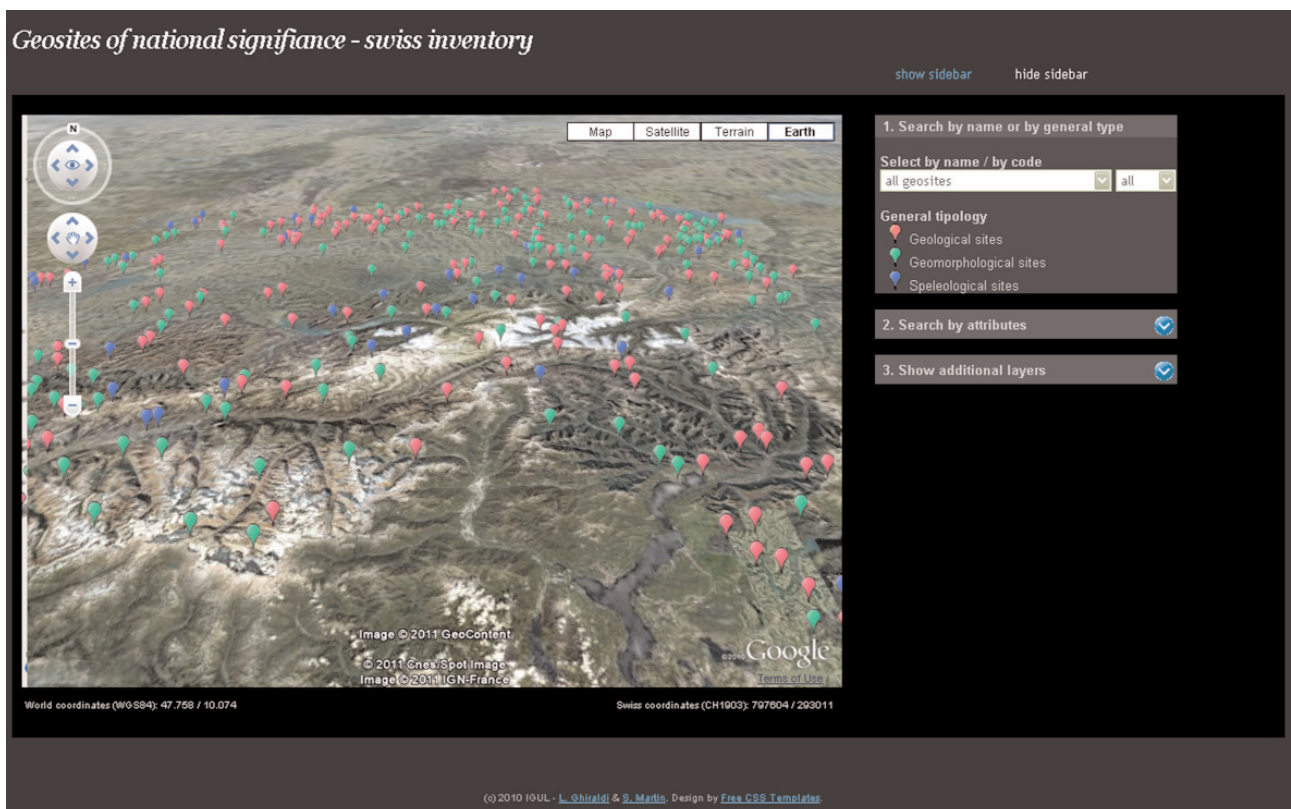 Geosites of national signifiance - swiss inventory
show sidebar hide sidebar
N
Map Satellite Terrain Earth
1. Search by name or by general type
Select by name / by code
all geosites all
General tipology
Geological sites
Geomorphological sites
Speleological sites
2. Search by attributes
3. Show additional layers
Image © 2011 GeoContent
© 2011 Cnes/Spot Image
Image © 2011 IGN-France
©2010 Google
Terms of Use
World coordinates (WGS84): 47.758 / 10.074
Swiss coordinates (CH1903): 797604 / 293011
(c) 2010 IGUL - L. Ghiraldi & S. Martin. Design by Free CSS Templates.